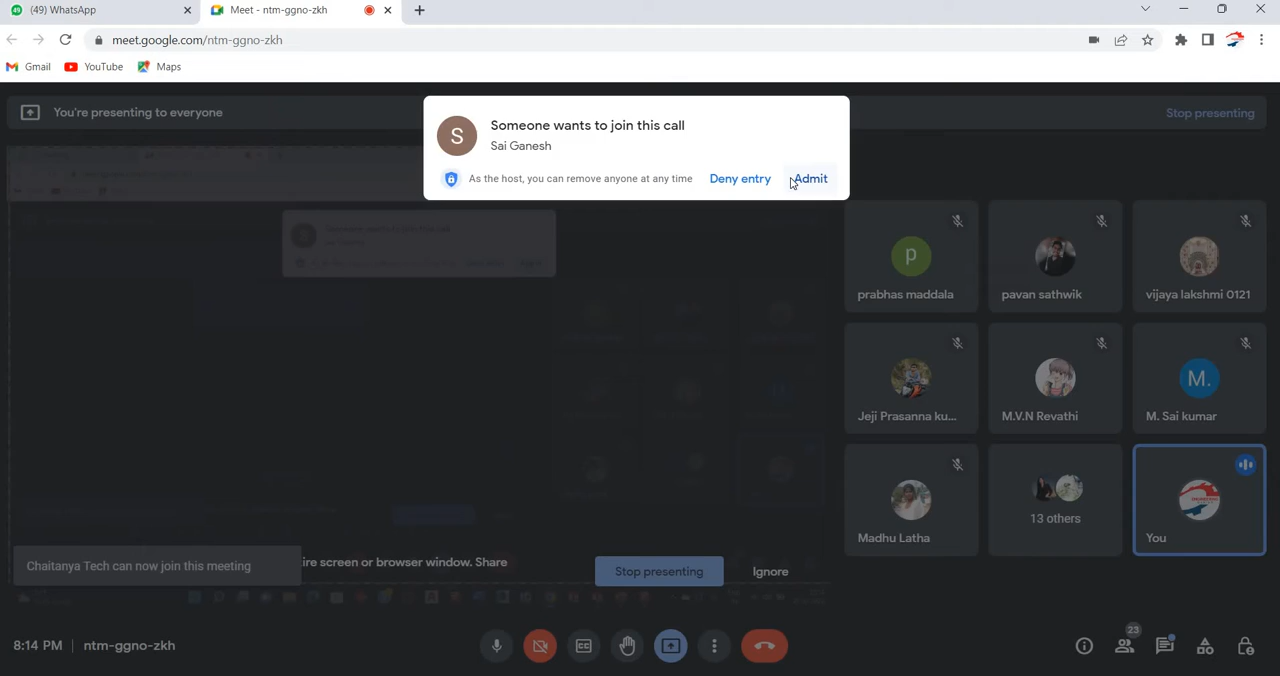 (49) WhatsApp
Meet - ntm-ggno-zkh
meet.google.com/ntm-ggno-zkh
Gmail
YouTube
Maps
You're presenting to everyone
Stop presenting
S
Someone wants to join this call
Sai Ganesh
As the host, you can remove anyone at any time
Deny entry
Admit
p
prabhas maddala
pavan sathwik
vijaya lakshmi 0121
Jeji Prasanna ku...
M.V.N Revathi
M.
M. Sai kumar
Madhu Latha
13 others
You
Chaitanya Tech can now join this meeting
ire screen or browser window. Share
Stop presenting
Ignore
8:14 PM
ntm-ggno-zkh
23